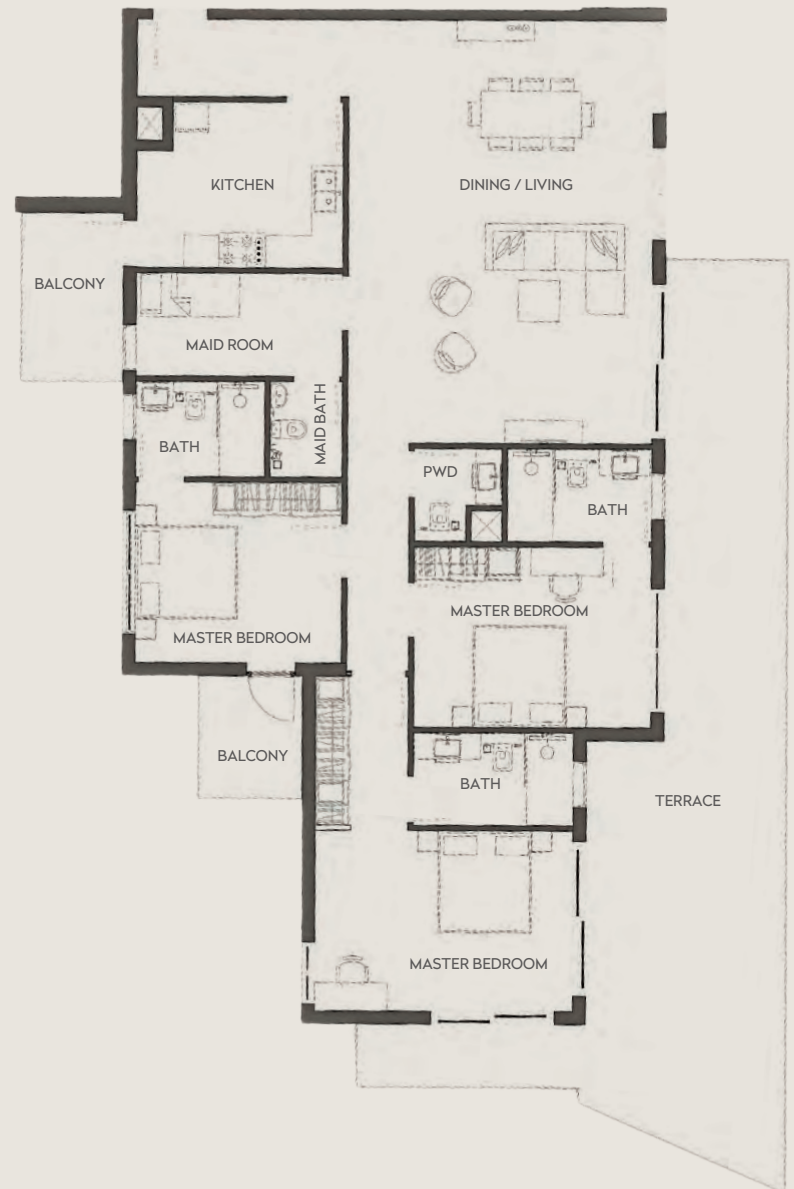 KITCHEN
DINING / LIVING
BALCONY
MAID ROOM
MAID BATH
BATH
PWD
BATH
MASTER BEDROOM
MASTER BEDROOM
BALCONY
BATH
TERRACE
MASTER BEDROOM